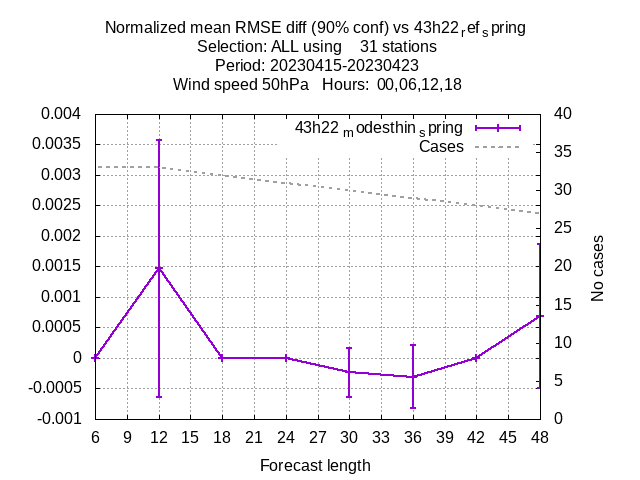 Normalized mean RMSE diff (90% conf) vs 43h22refspring
Selection: ALL using 31 stations
Period: 20230415-20230423
Wind speed 50hPa Hours: 00,06,12,18
0.004
0.0035
0.003
0.0025
0.002
0.0015
0.001
0.0005
0
-0.0005
-0.001
43h22modesthinspring
Cases
40
35
30
25
20
15
10
5
0
No cases
6 9 12 15 18 21 24 27 30 33 36 39 42 45 48
Forecast length